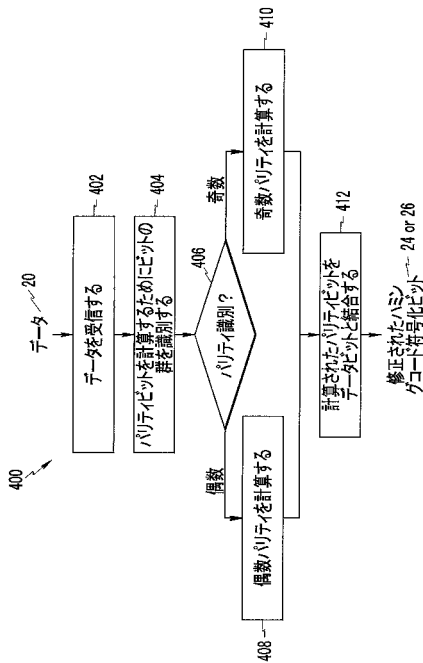 400
データ 20
データを受信する
402
パリティビットを計算するためにビットの
群を識別する
404
パリティ識別?
406
偶数
奇数
偶数パリティを計算する
408
奇数パリティを計算する
410
計算されたパリティビットを
データビットと結合する
412
修正されたハミン
グコード符号化ビット
24 or 26